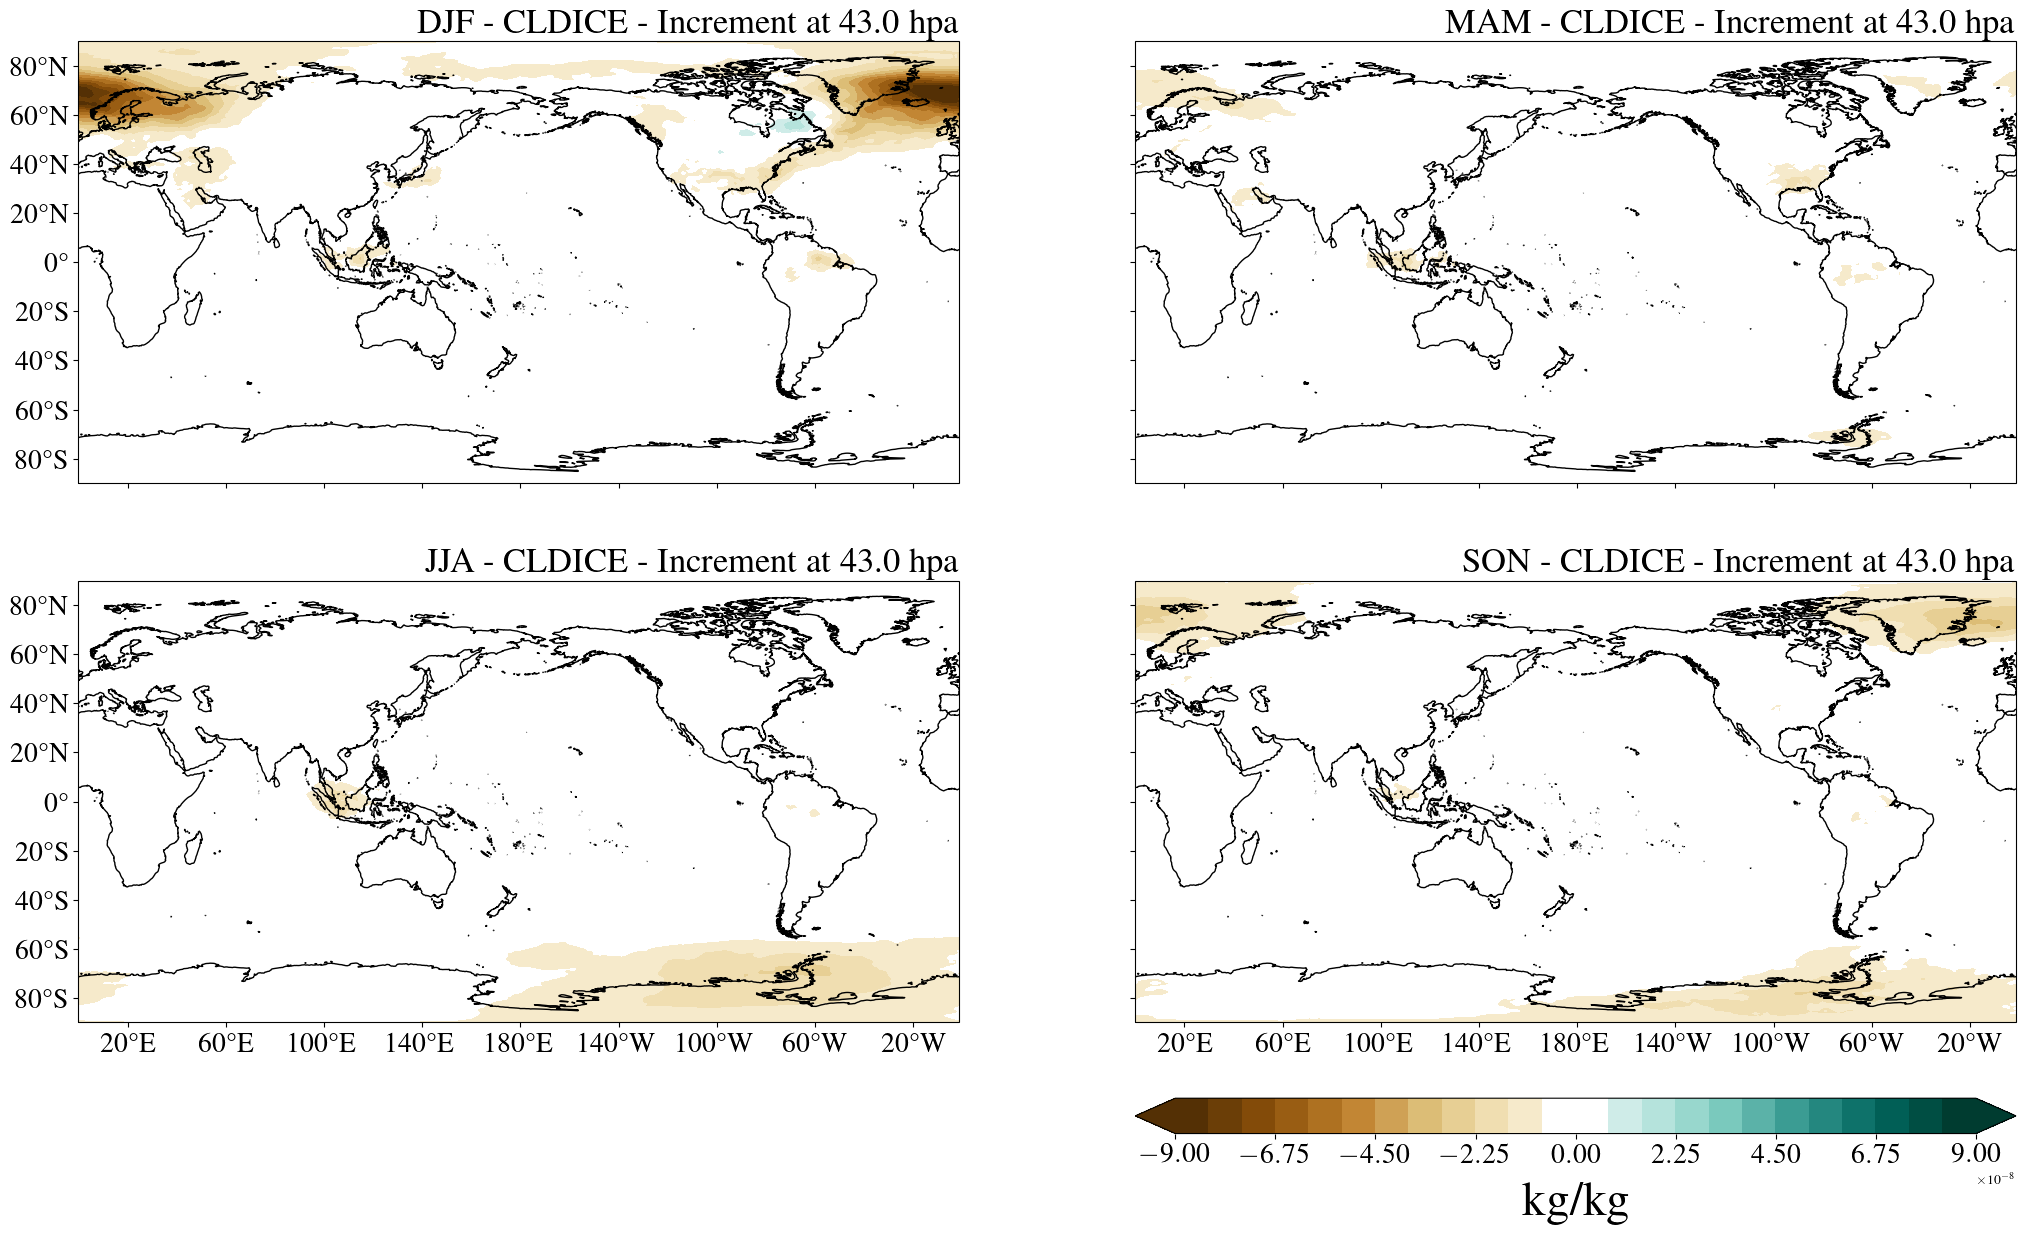 DJF - CLDICE - Increment at 43.0 hpa
MAM - CLDICE - Increment at 43.0 hpa
80°N
60°N
40°N
20°N
0°
20°S
40°S
60°S
80°S
JJA - CLDICE - Increment at 43.0 hpa
SON - CLDICE - Increment at 43.0 hpa
80°N
60°N
40°N
20°N
0°
20°S
40°S
60°S
80°S
20°E 60°E 100°E 140°E 180°E 140°W 100°W 60°W 20°W
20°E 60°E 100°E 140°E 180°E 140°W 100°W 60°W 20°W
−9.00 −6.75 −4.50 −2.25 0.00 2.25 4.50 6.75 9.00
×10⁻⁸
kg/kg